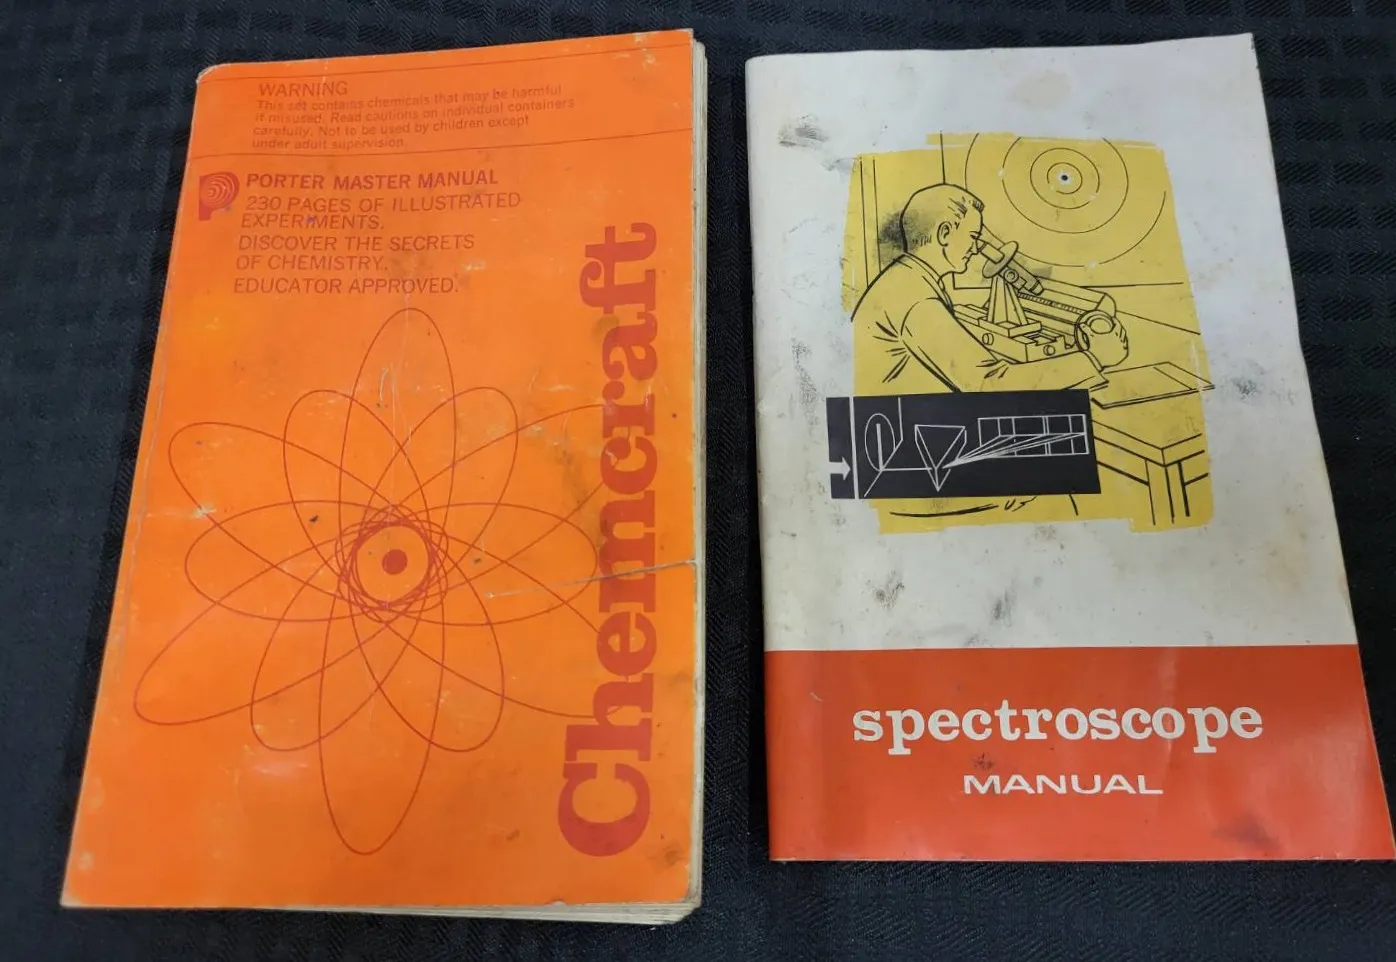 WARNING
This set contains chemicals that may be harmful
if misused. Read cautions on individual containers
carefully. Not to be used by children except
under adult supervision.
PORTER MASTER MANUAL
230 PAGES OF ILLUSTRATED
EXPERIMENTS.
DISCOVER THE SECRETS
OF CHEMISTRY.
EDUCATOR APPROVED.
Chemcraft
spectroscope
MANUAL